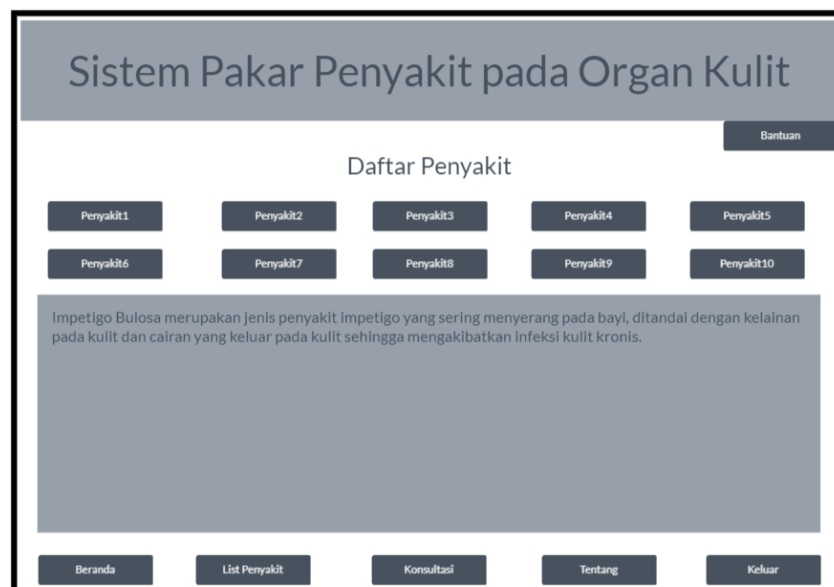 Sistem Pakar Penyakit pada Organ Kulit
Bantuan
Daftar Penyakit
Penyakit1 Penyakit2 Penyakit3 Penyakit4 Penyakit5
Penyakit6 Penyakit7 Penyakit8 Penyakit9 Penyakit10
Impetigo Bulosa merupakan jenis penyakit impetigo yang sering menyerang pada bayi, ditandai dengan kelainan
pada kulit dan cairan yang keluar pada kulit sehingga mengakibatkan infeksi kulit kronis.
Beranda List Penyakit Konsultasi Tentang Keluar